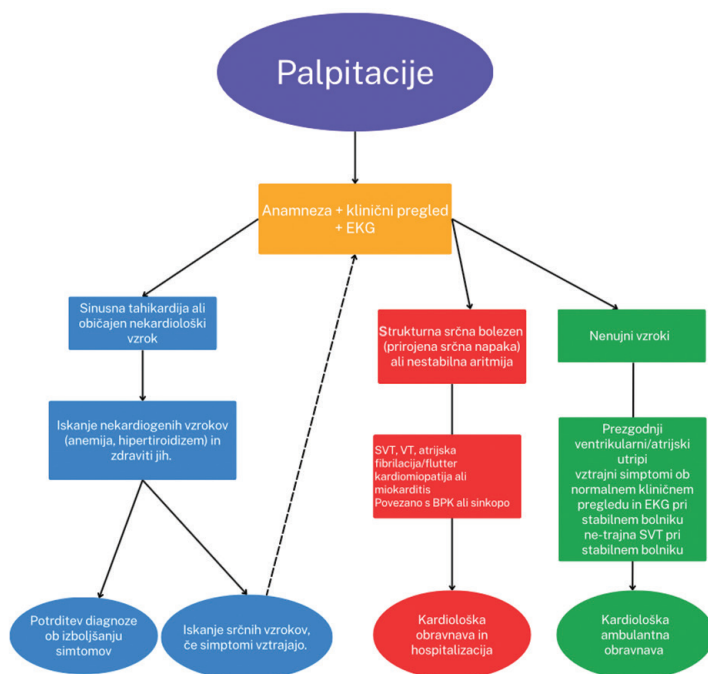 Palpitacije
Anamneza + klinični pregled
+ EKG
Sinusna tahikardija ali
običajen nekardiološki
vzrok
Iskanje nekardiogenih vzrokov
(anemija, hipertiroidizem) in
zdraviti jih.
Potrditev diagnoze
ob izboljšanju
simtomov
Iskanje srčnih vzrokov,
če simptomi vztrajajo.
Strukturna srčna bolezen
(prirojena srčna napaka)
ali nestabilna aritmija
SVT, VT, atrijska
fibrilacija/flutter
kardiomiopatija ali
miokarditis
Povezano s BPK ali sinkopo
Kardiološka
obravnava in
hospitalizacija
Nenujni vzroki
Prezgodnji
ventrikularni/atrijski
utripi
vztrajni simptomi ob
normalnem kliničnem
pregledu in EKG pri
stabilnem bolniku
ne-trajna SVT pri
stabilnem bolniku
Kardiološka
ambulantna
obravnava